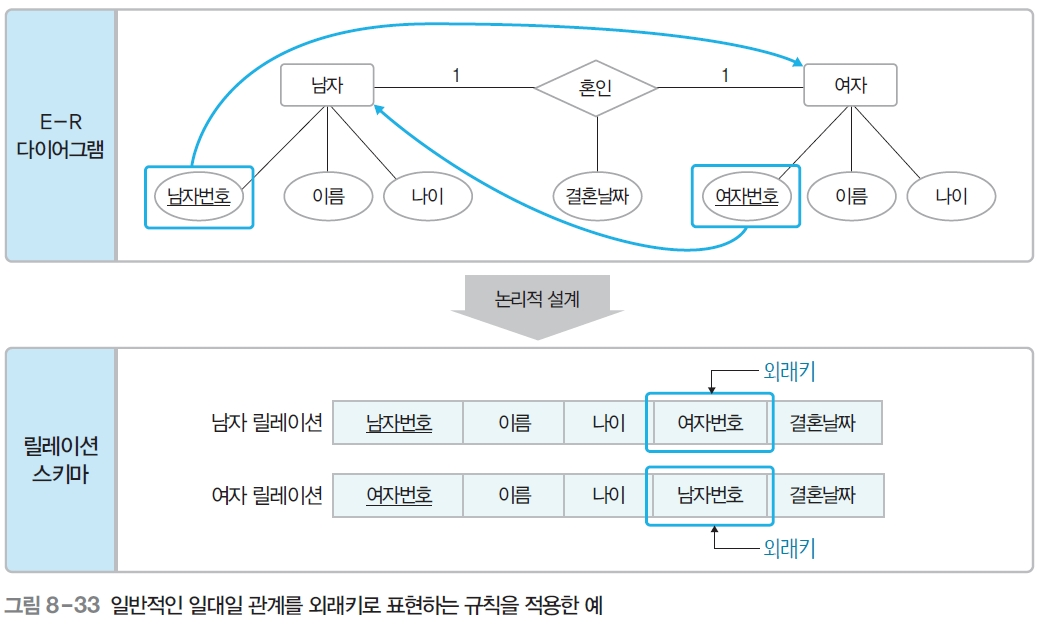 E-R
다이어그램
남자
1
혼인
1
여자
남자번호
이름
나이
결혼날짜
여자번호
이름
나이
논리적 설계
릴레이션
스키마
외래키
남자 릴레이션
남자번호
이름
나이
여자번호
결혼날짜
여자 릴레이션
여자번호
이름
나이
남자번호
결혼날짜
외래키
그림 8-33 일반적인 일대일 관계를 외래키로 표현하는 규칙을 적용한 예